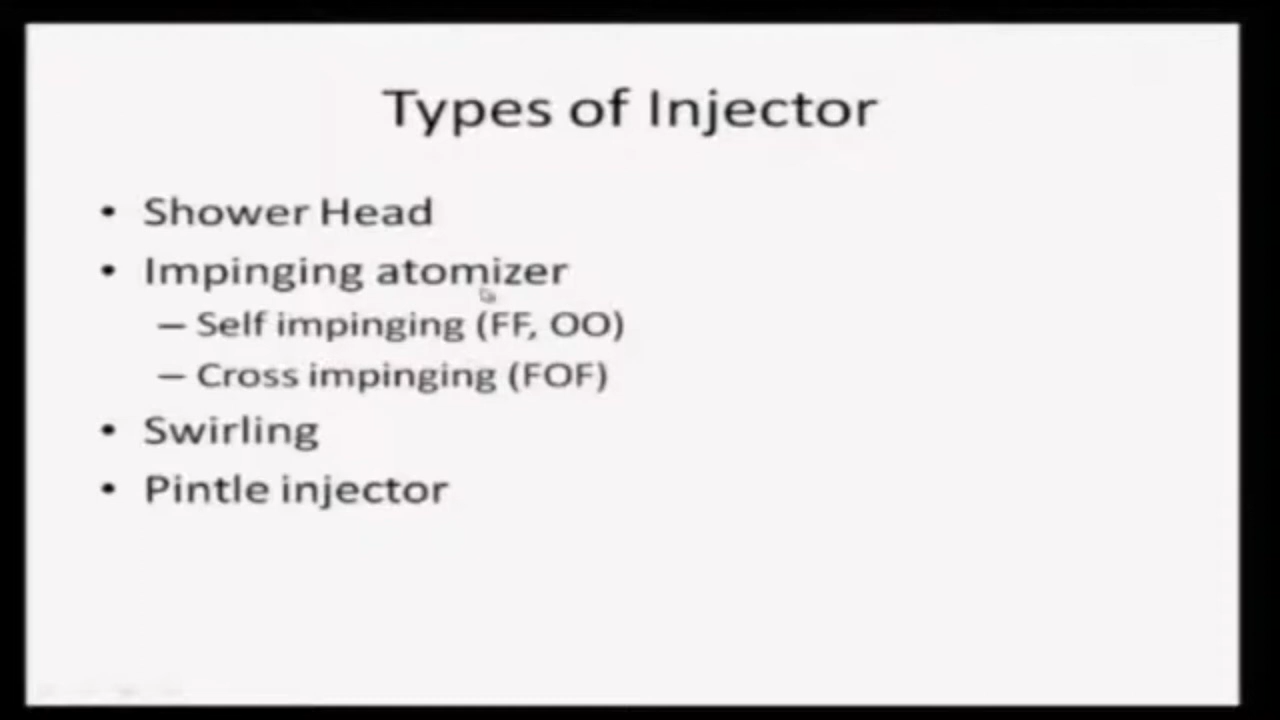 Types of Injector
• Shower Head
• Impinging atomizer
– Self impinging (FF, OO)
– Cross impinging (FOF)
• Swirling
• Pintle injector